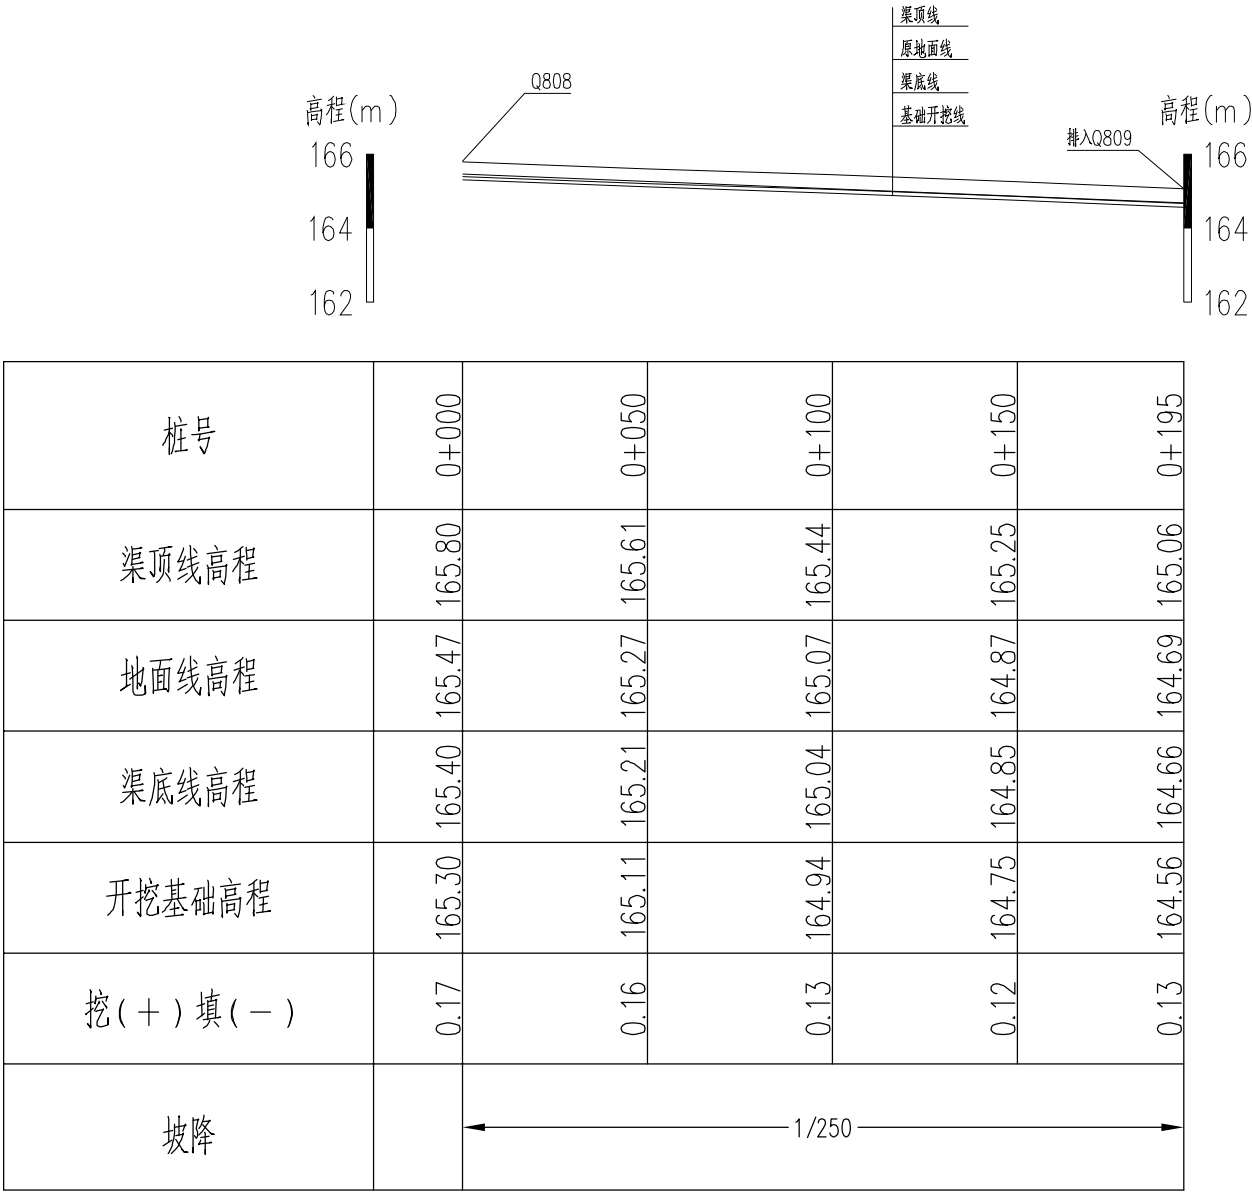 渠顶线
原地面线
渠底线
基础开挖线
Q808
排入Q809
高程(m)
166
164
162
高程(m)
166
164
162
桩号 0+000 0+050 0+100 0+150 0+195
渠顶线高程 165.80 165.61 165.44 165.25 165.06
地面线高程 165.47 165.27 165.07 164.87 164.69
渠底线高程 165.40 165.21 165.04 164.85 164.66
开挖基础高程 165.30 165.11 164.94 164.75 164.56
挖(+)填(-) 0.17 0.16 0.13 0.12 0.13
坡降 1/250